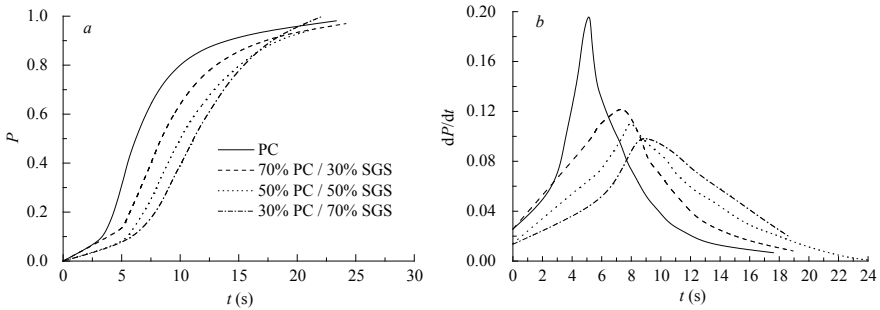 1.0
0.8
0.6
0.4
0.2
0.0
P
a
PC
70% PC / 30% SGS
50% PC / 50% SGS
30% PC / 70% SGS
0 5 10 15 20 25 30
t (s)
0.20
0.16
0.12
0.08
0.04
0.00
dP/dt
b
0 2 4 6 8 10 12 14 16 18 20 22 24
t (s)